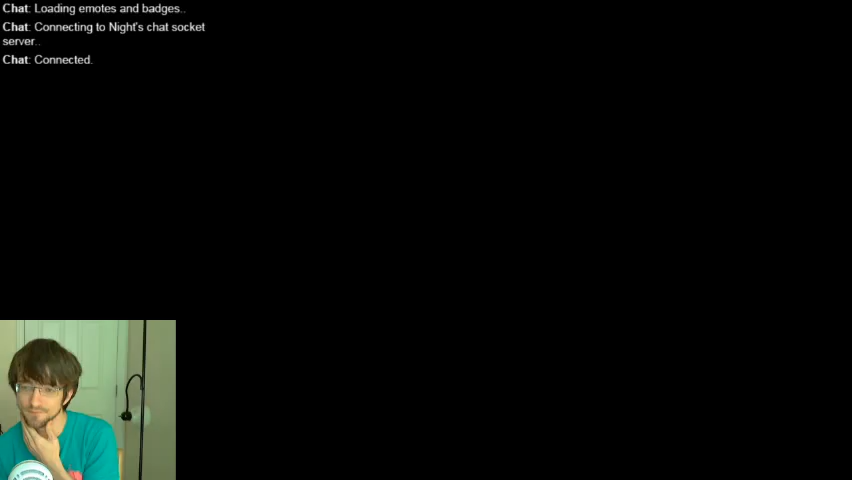 Chat: Loading emotes and badges..
Chat: Connecting to Night's chat socket
server..
Chat: Connected.